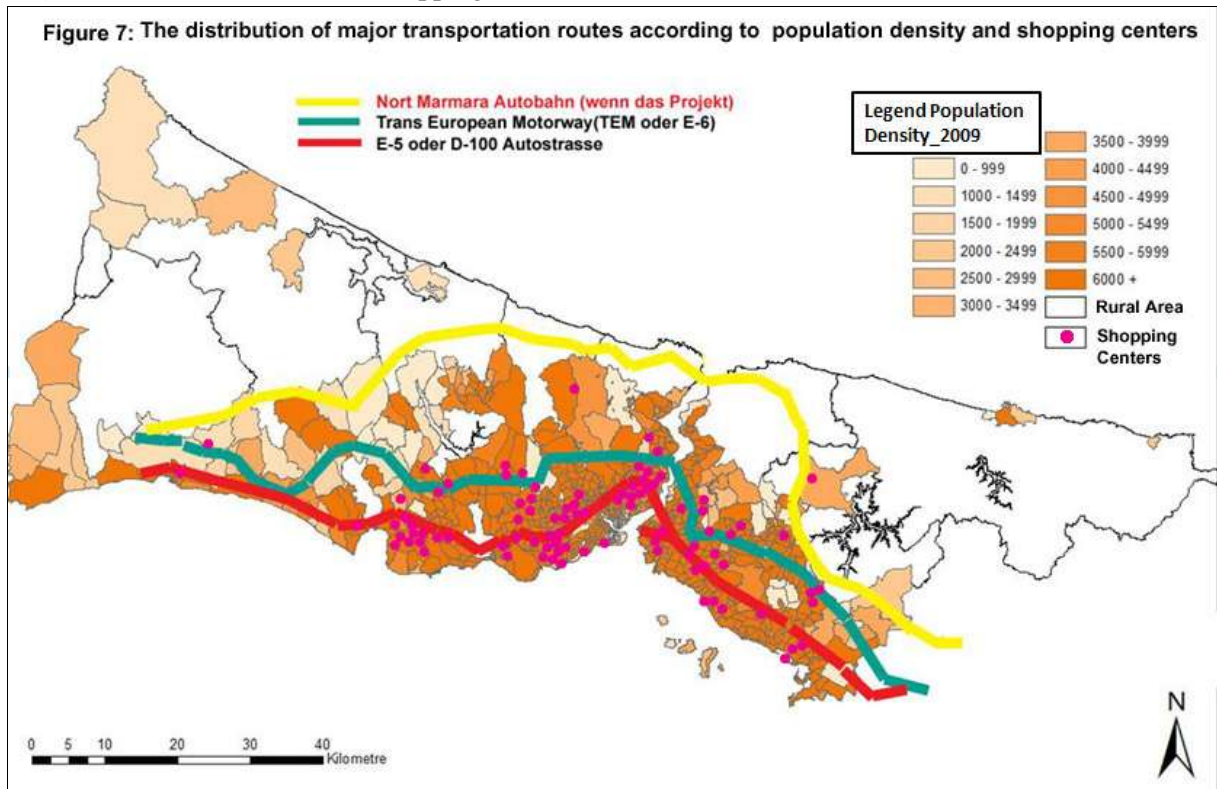 Figure 7: The distribution of major transportation routes according to population density and shopping centers
Nort Marmara Autobahn (wenn das Projekt)
Trans European Motorway(TEM oder E-6)
E-5 oder D-100 Autostrasse
Legend Population
Density_2009
0 - 999
1000 - 1499
1500 - 1999
2000 - 2499
2500 - 2999
3000 - 3499
3500 - 3999
4000 - 4499
4500 - 4999
5000 - 5499
5500 - 5999
6000 +
Rural Area
Shopping
Centers
N
0 5 10 20 30 40
Kilometre